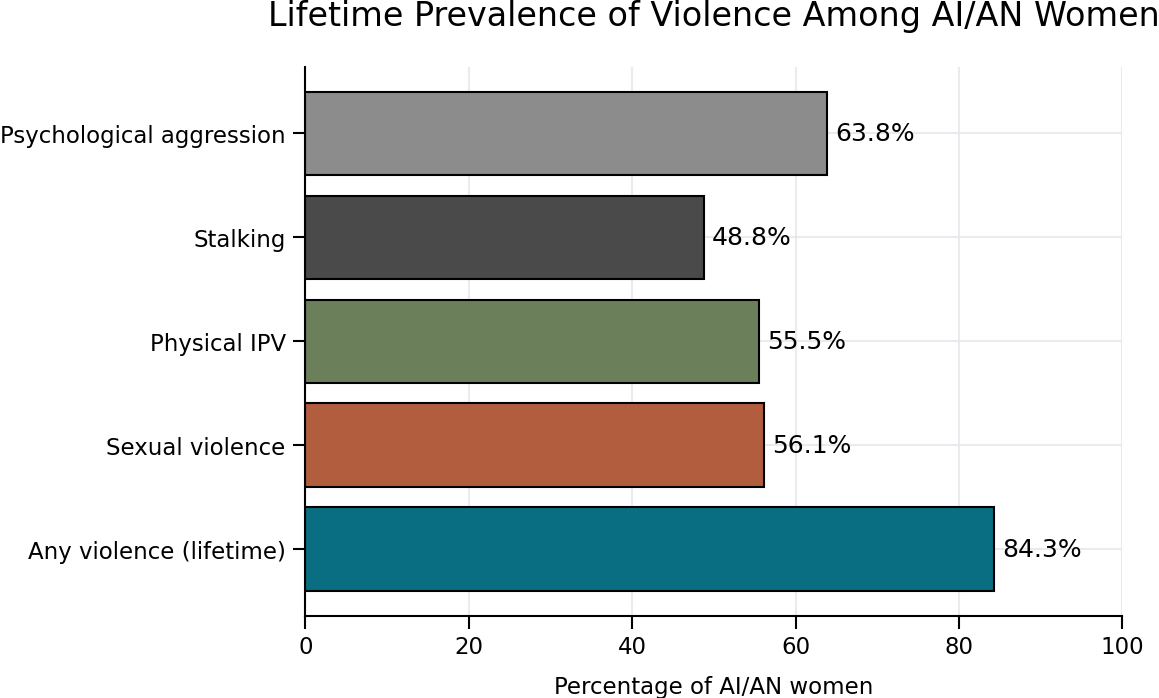 Lifetime Prevalence of Violence Among AI/AN Women
Psychological aggression
63.8%
Stalking
48.8%
Physical IPV
55.5%
Sexual violence
56.1%
Any violence (lifetime)
84.3%
0 20 40 60 80 100
Percentage of AI/AN women